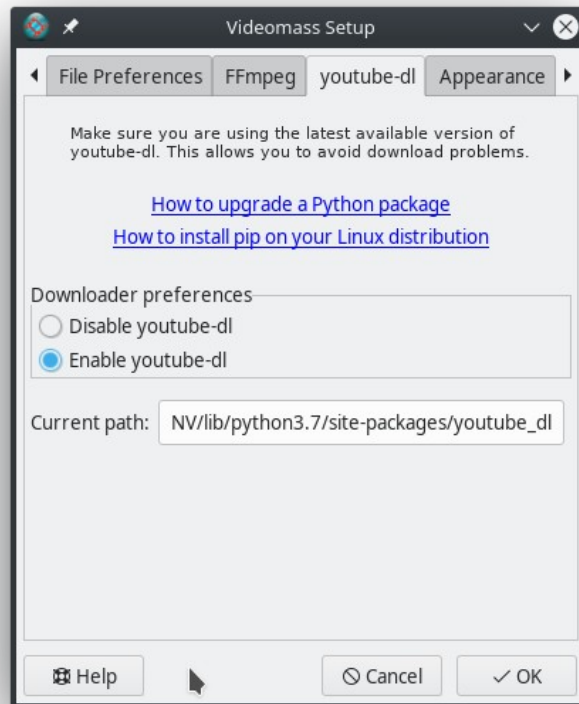 Videomass Setup
File Preferences FFmpeg youtube-dl Appearance
Make sure you are using the latest available version of
youtube-dl. This allows you to avoid download problems.
How to upgrade a Python package
How to install pip on your Linux distribution
Downloader preferences
Disable youtube-dl
Enable youtube-dl
Current path: NV/lib/python3.7/site-packages/youtube_dl
Help Cancel OK